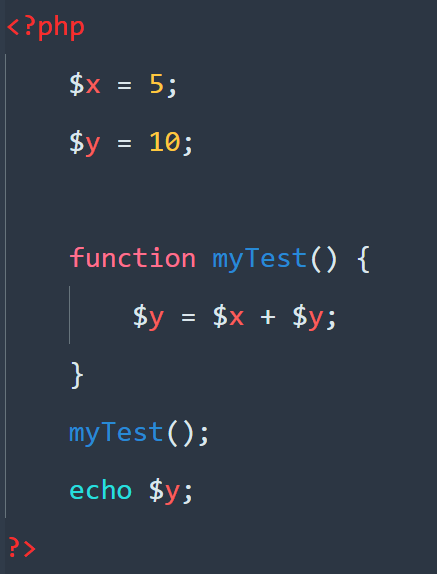 <?php
$x = 5;
$y = 10;
function myTest() {
$y = $x + $y;
}
myTest();
echo $y;
?>